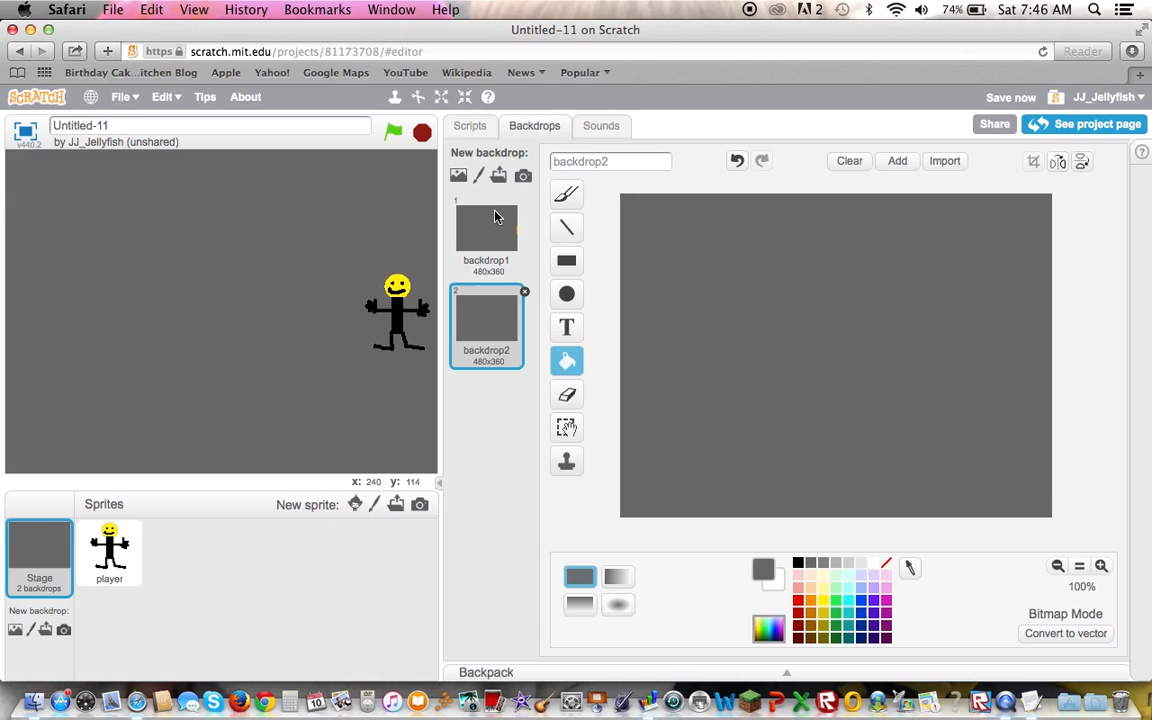 Safari File Edit View History Bookmarks Window Help 2 74% Sat 7:46 AM
Untitled-11 on Scratch
https scratch.mit.edu/projects/81173708/#editor Reader
Birthday Cak...itchen Blog Apple Yahoo! Google Maps YouTube Wikipedia News Popular
SCRATCH File Edit Tips About Save now JJ_Jellyfish
Untitled-11
by JJ_Jellyfish (unshared)
v440.2
Scripts Backdrops Sounds Share See project page
New backdrop:
backdrop2 Clear Add Import
1
backdrop1
480x360
2
backdrop2
480x360
T
x: 240 y: 114
Sprites New sprite:
Stage
2 backdrops
player
New backdrop:
100%
Bitmap Mode
Convert to vector
Backpack